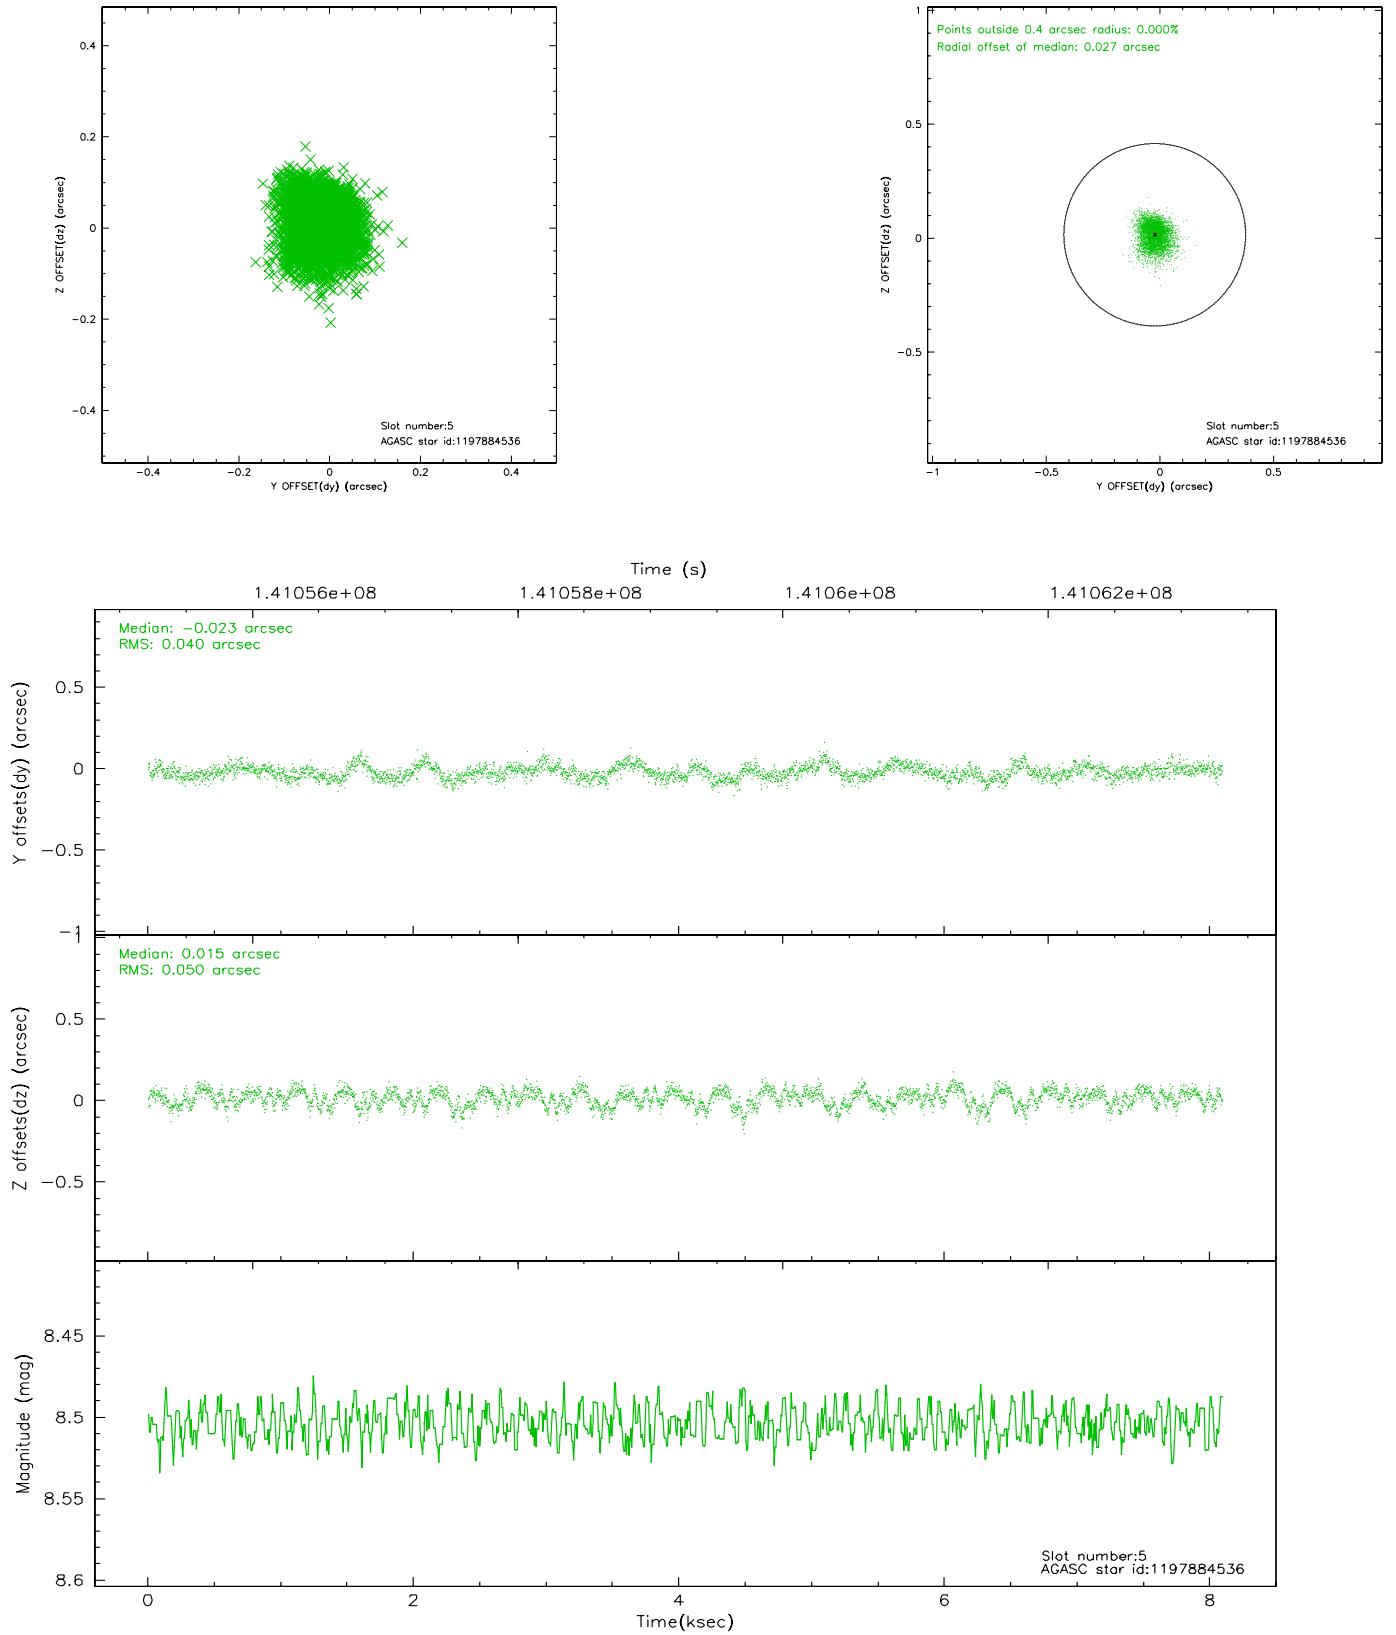 0.4
0.2
0
−0.2
−0.4
Z OFFSET(dz) (arcsec)
Slot number:5
AGASC star id:1197884536
−0.4 −0.2 0 0.2 0.4
Y OFFSET(dy) (arcsec)
Points outside 0.4 arcsec radius: 0.000%
Radial offset of median: 0.027 arcsec
1
0.5
0
−0.5
Z OFFSET(dz) (arcsec)
Slot number:5
AGASC star id:1197884536
−1 −0.5 0 0.5
Y OFFSET(dy) (arcsec)
Time (s)
1.41056e+08 1.41058e+08 1.4106e+08 1.41062e+08
Median: −0.023 arcsec
RMS: 0.040 arcsec
0.5
0
−0.5
−1
Y offsets(dy) (arcsec)
Median: 0.015 arcsec
RMS: 0.050 arcsec
1
0.5
0
−0.5
Z offsets(dz) (arcsec)
8.45
8.5
8.55
8.6
Magnitude (mag)
Slot number:5
AGASC star id:1197884536
0 2 4 6 8
Time(ksec)